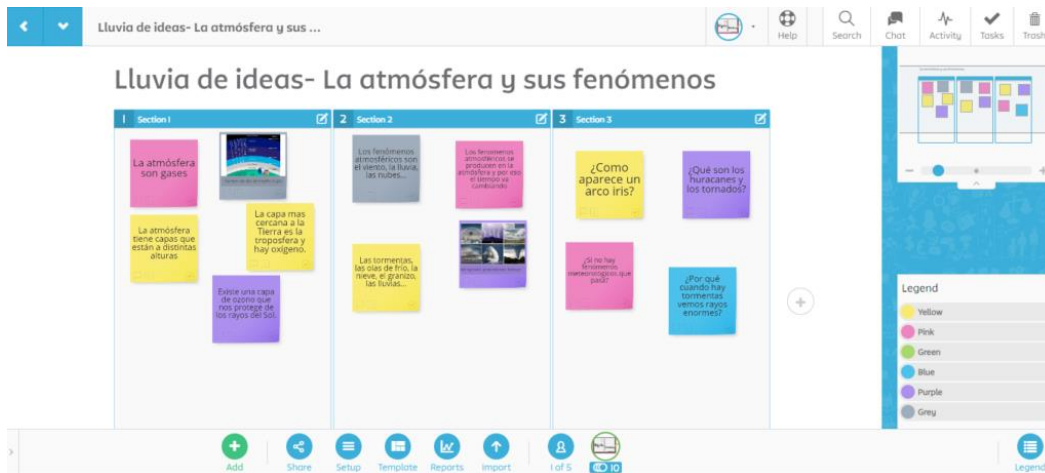 Lluvia de ideas- La atmósfera y sus ...
Help
Search
Chat
Activity
Tasks
Trash
Lluvia de ideas- La atmósfera y sus fenómenos
1 Section 1
2 Section 2
3 Section 3
La atmósfera
son gases
La atmósfera
tiene capas que
están a distintas
alturas
La capa mas
cercana a la
Tierra es la
troposfera y
hay oxígeno.
Existe una capa
de ozono que
nos protege de
los rayos del Sol.
Los fenómenos
atmosféricos son
el viento, la lluvia,
las nubes...
Los fenomenos
atmosféricos se
producen en la
atmósfera y por eso
el tiempo va
cambiando
Las tormentas,
las olas de frío, la
nieve, el granizo,
las lluvias...
¿Como
aparece un
arco iris?
¿Qué son los
huracanes y
los tornados?
¿Si no hay
fenómenos
meteorológicos que
pasa?
¿Por qué
cuando hay
tormentas
vemos rayos
enormes?
Legend
Yellow
Pink
Green
Blue
Purple
Grey
Add
Share
Setup
Template
Reports
Import
1 of 5
10
Legend